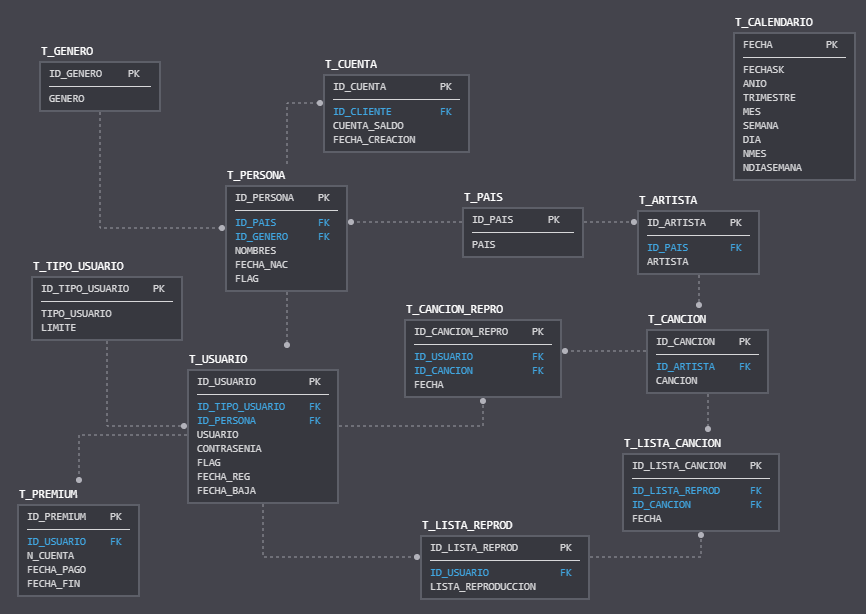 T_CALENDARIO
FECHA PK
FECHASK
ANIO
TRIMESTRE
MES
SEMANA
DIA
NMES
NDIASEMANA
T_GENERO
ID_GENERO PK
GENERO
T_CUENTA
ID_CUENTA PK
ID_CLIENTE FK
CUENTA_SALDO
FECHA_CREACION
T_PERSONA
ID_PERSONA PK
ID_PAIS FK
ID_GENERO FK
NOMBRES
FECHA_NAC
FLAG
T_PAIS
ID_PAIS PK
PAIS
T_ARTISTA
ID_ARTISTA PK
ID_PAIS FK
ARTISTA
T_TIPO_USUARIO
ID_TIPO_USUARIO PK
TIPO_USUARIO
LIMITE
T_CANCION_REPRO
ID_CANCION_REPRO PK
ID_USUARIO FK
ID_CANCION FK
FECHA
T_CANCION
ID_CANCION PK
ID_ARTISTA FK
CANCION
T_USUARIO
ID_USUARIO PK
ID_TIPO_USUARIO FK
ID_PERSONA FK
USUARIO
CONTRASENIA
FLAG
FECHA_REG
FECHA_BAJA
T_LISTA_CANCION
ID_LISTA_CANCION PK
ID_LISTA_REPROD FK
ID_CANCION FK
FECHA
T_PREMIUM
ID_PREMIUM PK
ID_USUARIO FK
N_CUENTA
FECHA_PAGO
FECHA_FIN
T_LISTA_REPROD
ID_LISTA_REPROD PK
ID_USUARIO FK
LISTA_REPRODUCCION